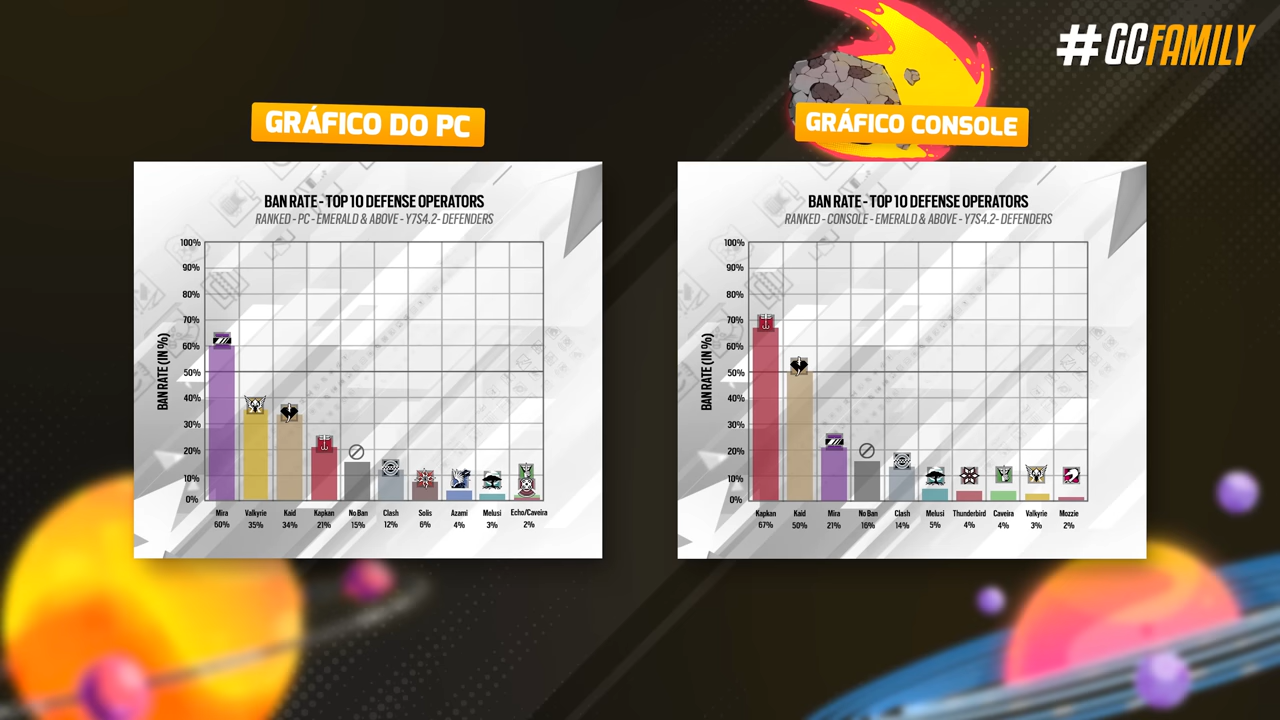 #GCFAMILY
GRÁFICO DO PC
BAN RATE - TOP 10 DEFENSE OPERATORS
RANKED - PC - EMERALD & ABOVE - Y7S4.2- DEFENDERS
100%
90%
80%
70%
60%
50%
40%
30%
20%
10%
0%
BAN RATE (IN %)
Mira Valkyrie Kaid Kapkan No Ban Clash Solis Azami Melusi Echo/Caveira
60% 35% 34% 21% 15% 12% 6% 4% 3% 2%
GRÁFICO CONSOLE
BAN RATE - TOP 10 DEFENSE OPERATORS
RANKED - CONSOLE - EMERALD & ABOVE - Y7S4.2- DEFENDERS
100%
90%
80%
70%
60%
50%
40%
30%
20%
10%
0%
BAN RATE (IN %)
Kapkan Kaid Mira No Ban Clash Melusi Thunderbird Caveira Valkyrie Mozzie
67% 50% 21% 16% 14% 5% 4% 4% 3% 2%